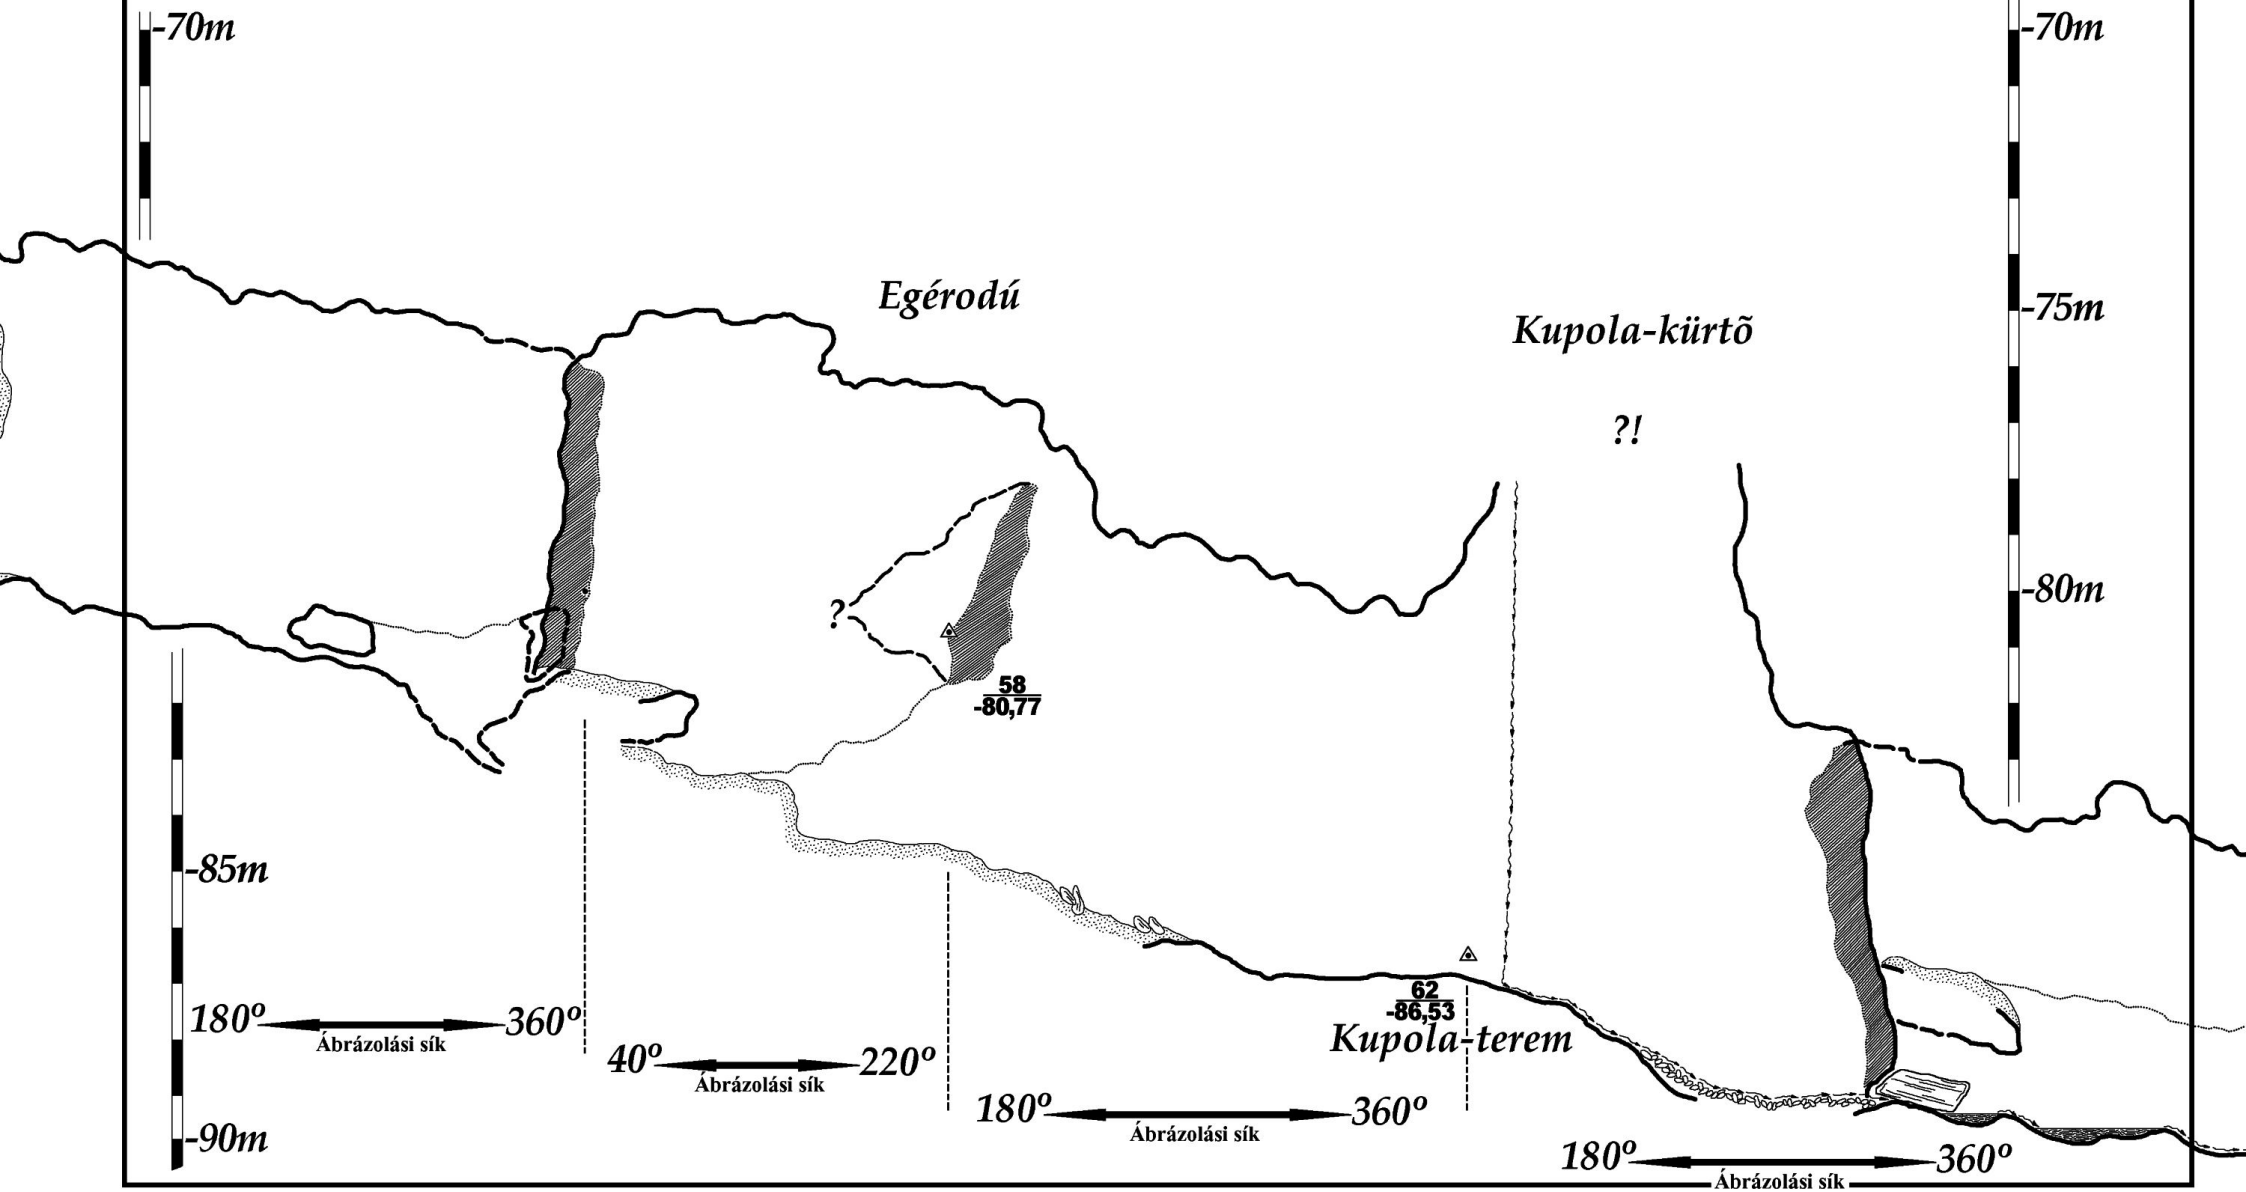 -70m
-70m
Egérodú
-75m
Kupola-kürtõ
?!
-80m
?
58
-80,77
-85m
62
-86,53
Kupola-terem
180º
360º
Ábrázolási sík
40º
220º
Ábrázolási sík
180º
360º
Ábrázolási sík
-90m
180º
360º
Ábrázolási sík